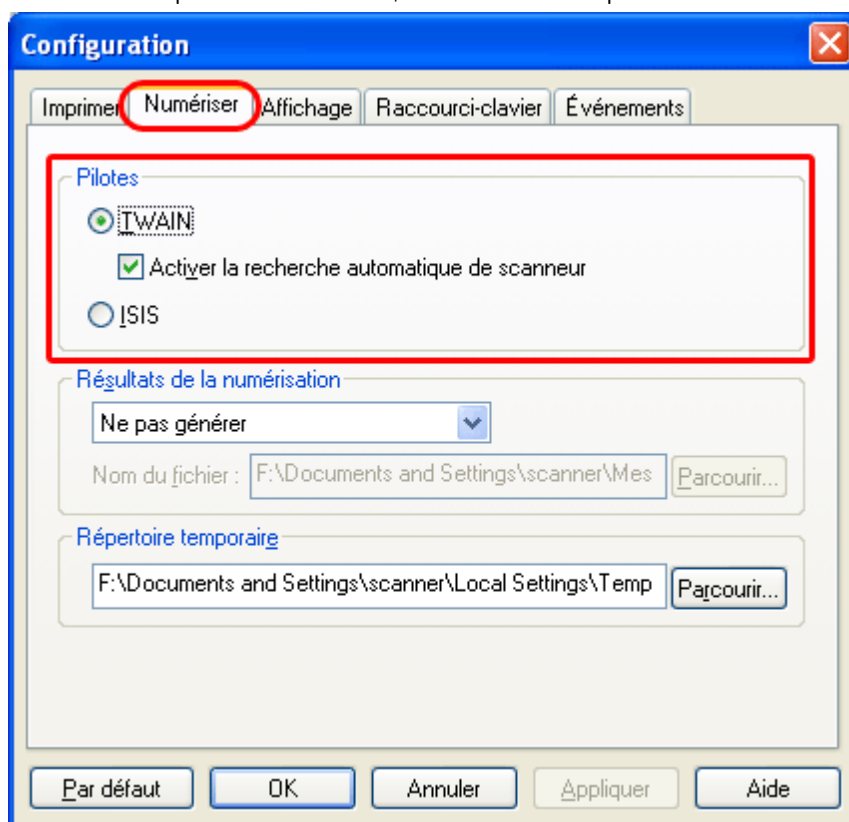 Configuration
Imprimer Numériser Affichage Raccourci-clavier Événements
Pilotes
TWAIN
Activer la recherche automatique de scanneur
ISIS
Résultats de la numérisation
Ne pas générer
Nom du fichier : F:\Documents and Settings\scanner\Mes Parcourir...
Répertoire temporaire
F:\Documents and Settings\scanner\Local Settings\Temp Parcourir...
Par défaut OK Annuler Appliquer Aide